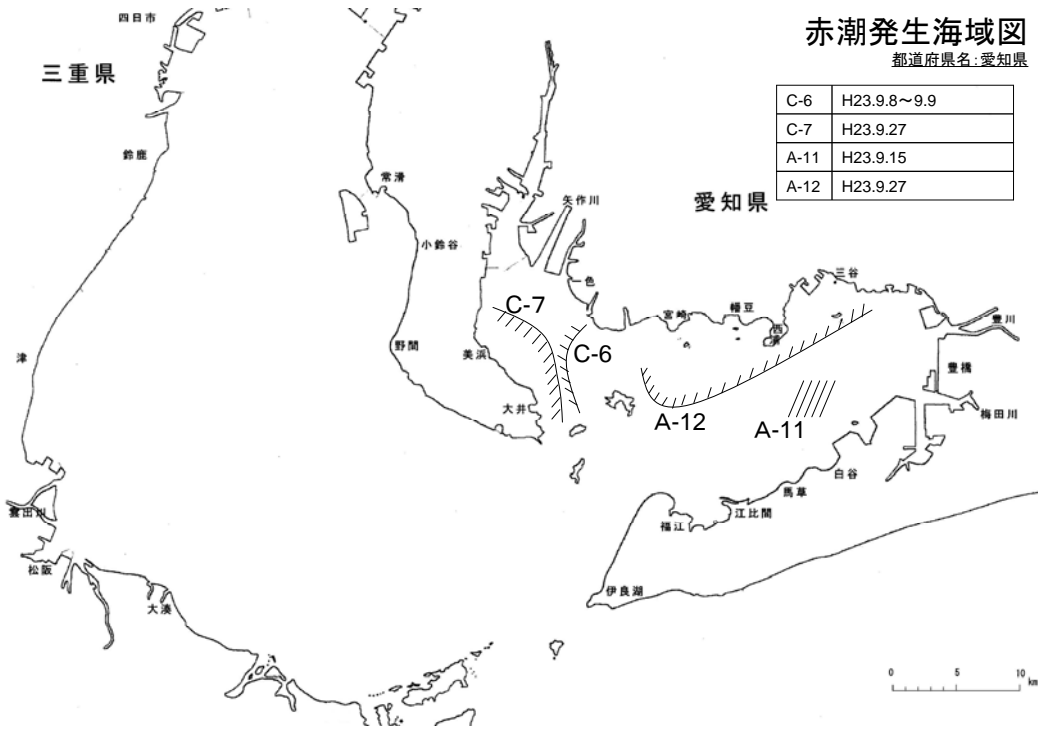 赤潮発生海域図
都道府県名:愛知県
C-6 H23.9.8～9.9
C-7 H23.9.27
A-11 H23.9.15
A-12 H23.9.27
四日市
三重県
鈴鹿
常滑
矢作川
愛知県
小鈴谷
一色
三谷
C-7
宮崎
幡豆
西浦
豊川
津
野間
美浜
C-6
豊橋
大井
A-12
A-11
梅田川
白谷
馬草
雲出川
福江
江比間
松阪
大湊
伊良湖
0 5 10
km